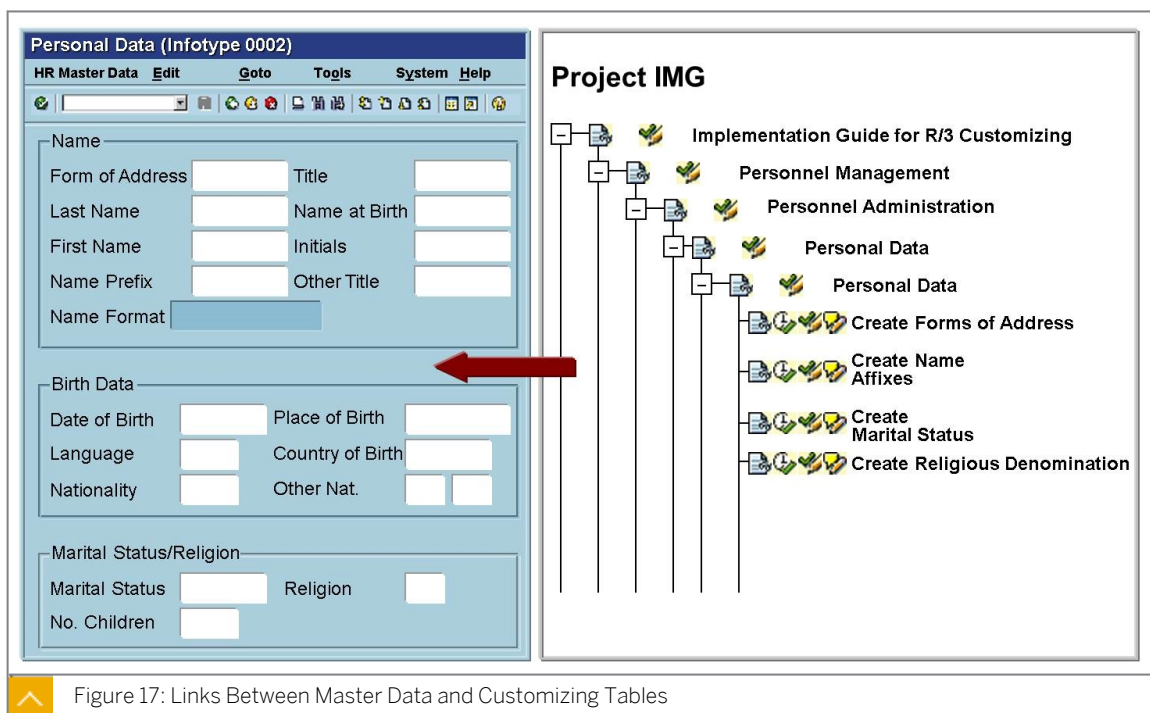 Personal Data (Infotype 0002)
HR Master Data Edit Goto Tools System Help
Name
Form of Address Title
Last Name Name at Birth
First Name Initials
Name Prefix Other Title
Name Format
Birth Data
Date of Birth Place of Birth
Language Country of Birth
Nationality Other Nat.
Marital Status/Religion
Marital Status Religion
No. Children
Project IMG
Implementation Guide for R/3 Customizing
Personnel Management
Personnel Administration
Personal Data
Personal Data
Create Forms of Address
Create Name
Affixes
Create
Marital Status
Create Religious Denomination
Figure 17: Links Between Master Data and Customizing Tables